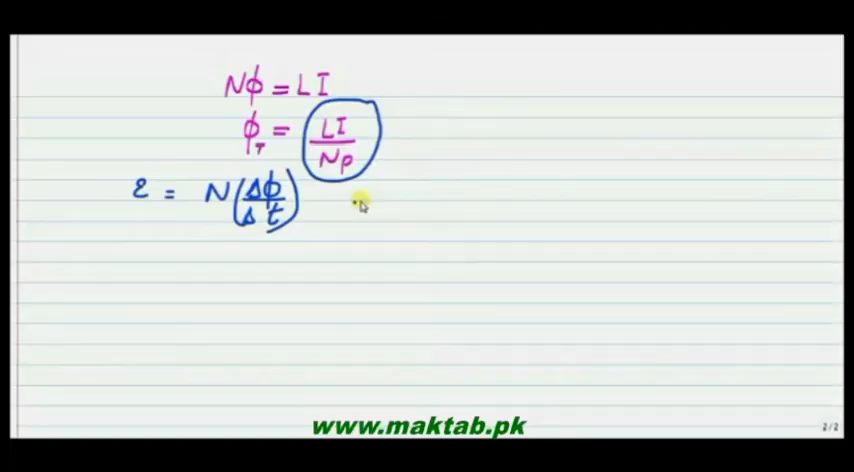 Nϕ = LI
ϕT = LI/Np
ε = N(Δϕ/Δt)
www.maktab.pk
2/2